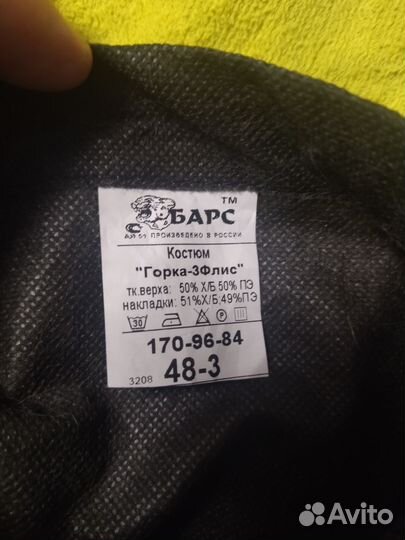 TM
БАРС
ПРОИЗВЕДЕНО В РОССИИ
Костюм
"Горка-3Флис"
тк.верха: 50% Х/Б 50% ПЭ
накладки: 51%Х/Б;49%ПЭ
30 P
170-96-84
48-3
3208
Avito